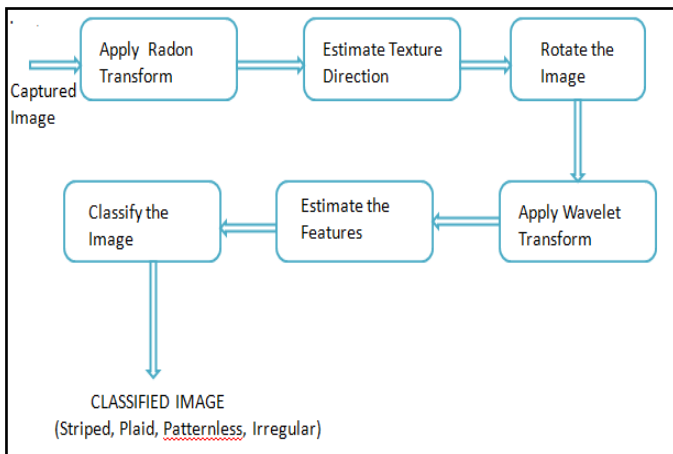 Apply Radon
Transform
Estimate Texture
Direction
Rotate the
Image
Captured
Image
Apply Wavelet
Transform
Estimate the
Features
Classify the
Image
CLASSIFIED IMAGE
(Striped, Plaid, Patternless, Irregular)